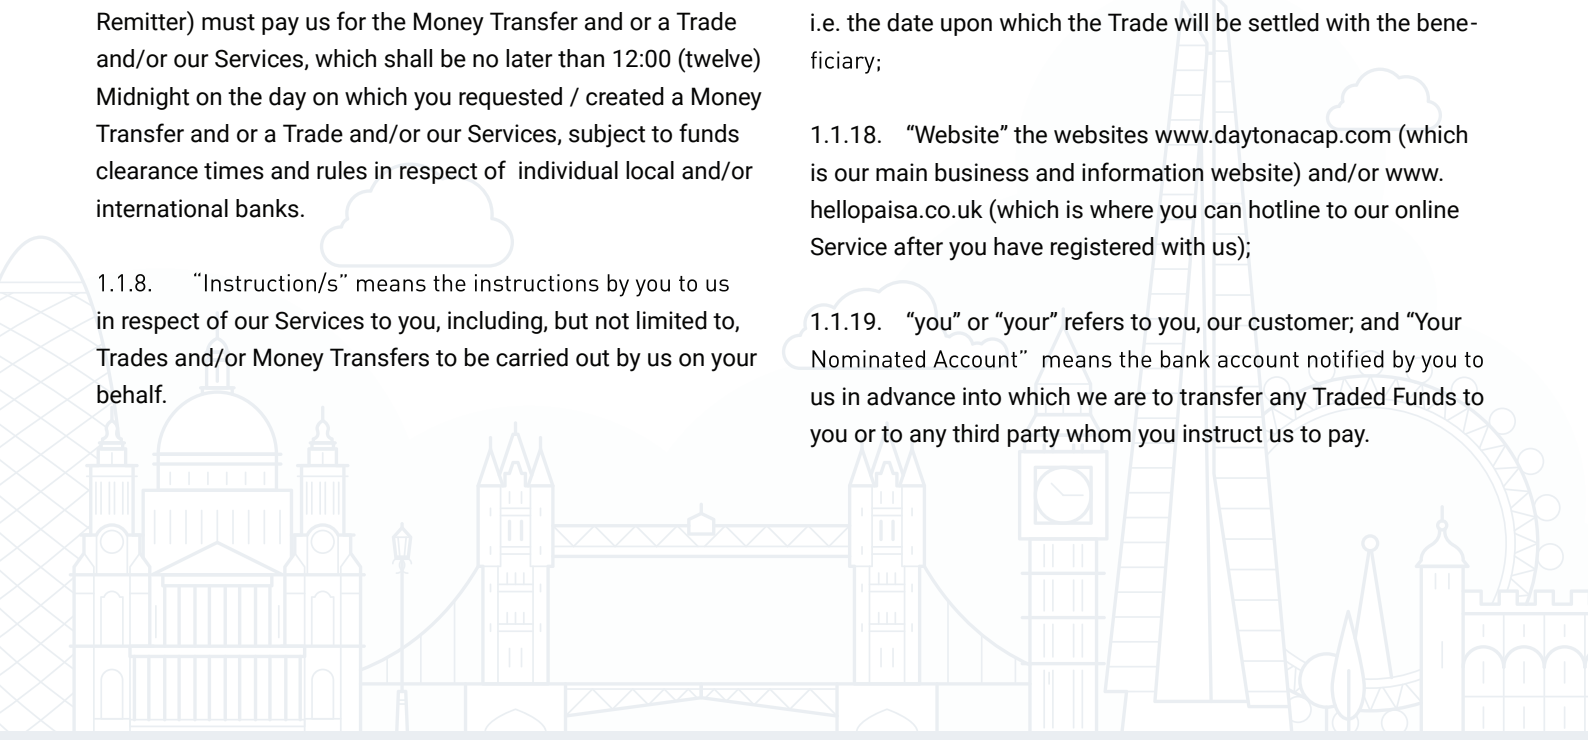 Remitter) must pay us for the Money Transfer and or a Trade
and/or our Services, which shall be no later than 12:00 (twelve)
Midnight on the day on which you requested / created a Money
Transfer and or a Trade and/or our Services, subject to funds
clearance times and rules in respect of  individual local and/or
international banks.
1.1.8. “Instruction/s” means the instructions by you to us
in respect of our Services to you, including, but not limited to,
Trades and/or Money Transfers to be carried out by us on your
behalf.
i.e. the date upon which the Trade will be settled with the bene-
ficiary;
1.1.18. “Website” the websites www.daytonacap.com (which
is our main business and information website) and/or www.
hellopaisa.co.uk (which is where you can hotline to our online
Service after you have registered with us);
1.1.19. “you” or “your” refers to you, our customer; and “Your
Nominated Account”  means the bank account notified by you to
us in advance into which we are to transfer any Traded Funds to
you or to any third party whom you instruct us to pay.